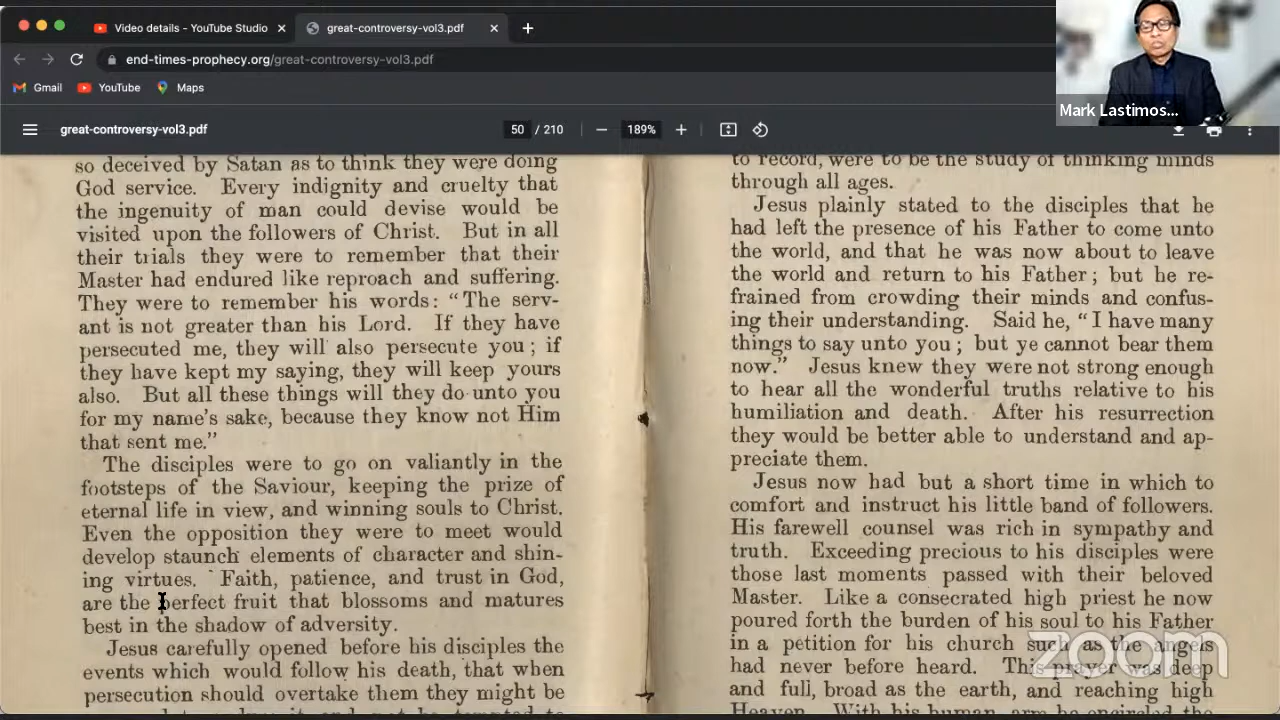 Video details - YouTube Studio
great-controversy-vol3.pdf
end-times-prophecy.org/great-controversy-vol3.pdf
Gmail
YouTube
Maps
great-controversy-vol3.pdf
50 / 210
189%
Mark Lastimos...
so deceived by Satan as to think they were doing
God service. Every indignity and cruelty that
the ingenuity of man could devise would be
visited upon the followers of Christ. But in all
their trials they were to remember that their
Master had endured like reproach and suffering.
They were to remember his words: “The serv-
ant is not greater than his Lord. If they have
persecuted me, they will also persecute you; if
they have kept my saying, they will keep yours
also. But all these things will they do unto you
for my name's sake, because they know not Him
that sent me.”
The disciples were to go on valiantly in the
footsteps of the Saviour, keeping the prize of
eternal life in view, and winning souls to Christ.
Even the opposition they were to meet would
develop staunch elements of character and shin-
ing virtues. Faith, patience, and trust in God,
are the perfect fruit that blossoms and matures
best in the shadow of adversity.
Jesus carefully opened before his disciples the
events which would follow his death, that when
persecution should overtake them they might be
to record, were to be the study of thinking minds
through all ages.
Jesus plainly stated to the disciples that he
had left the presence of his Father to come unto
the world, and that he was now about to leave
the world and return to his Father; but he re-
frained from crowding their minds and confus-
ing their understanding. Said he, “I have many
things to say unto you; but ye cannot bear them
now.” Jesus knew they were not strong enough
to hear all the wonderful truths relative to his
humiliation and death. After his resurrection
they would be better able to understand and ap-
preciate them.
Jesus now had but a short time in which to
comfort and instruct his little band of followers.
His farewell counsel was rich in sympathy and
truth. Exceeding precious to his disciples were
those last moments passed with their beloved
Master. Like a consecrated high priest he now
poured forth the burden of his soul to his Father
in a petition for his church such as the angels
had never before heard. This prayer was deep
and full, broad as the earth, and reaching high
Heaven. With his human arm he encircled the
zoom